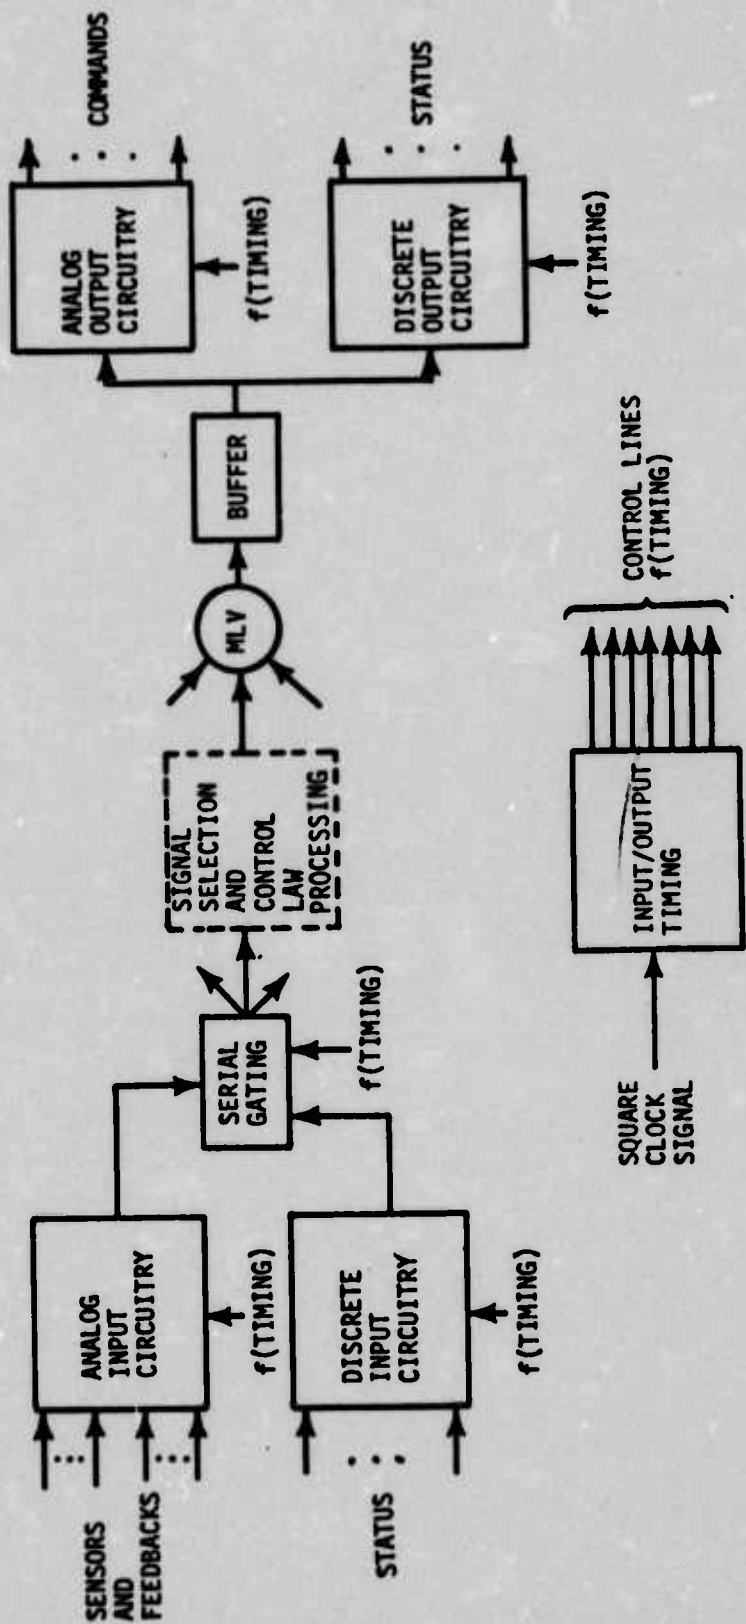 SENSORS
AND
FEEDBACKS
ANALOG
INPUT
CIRCUITRY
f(TIMING)
STATUS
DISCRETE
INPUT
CIRCUITRY
f(TIMING)
SERIAL
GATING
f(TIMING)
SIGNAL
SELECTION
AND
CONTROL
LAW
PROCESSING
MLV
BUFFER
ANALOG
OUTPUT
CIRCUITRY
f(TIMING)
COMMANDS
DISCRETE
OUTPUT
CIRCUITRY
f(TIMING)
STATUS
SQUARE
CLOCK
SIGNAL
INPUT/OUTPUT
TIMING
CONTROL LINES
f(TIMING)